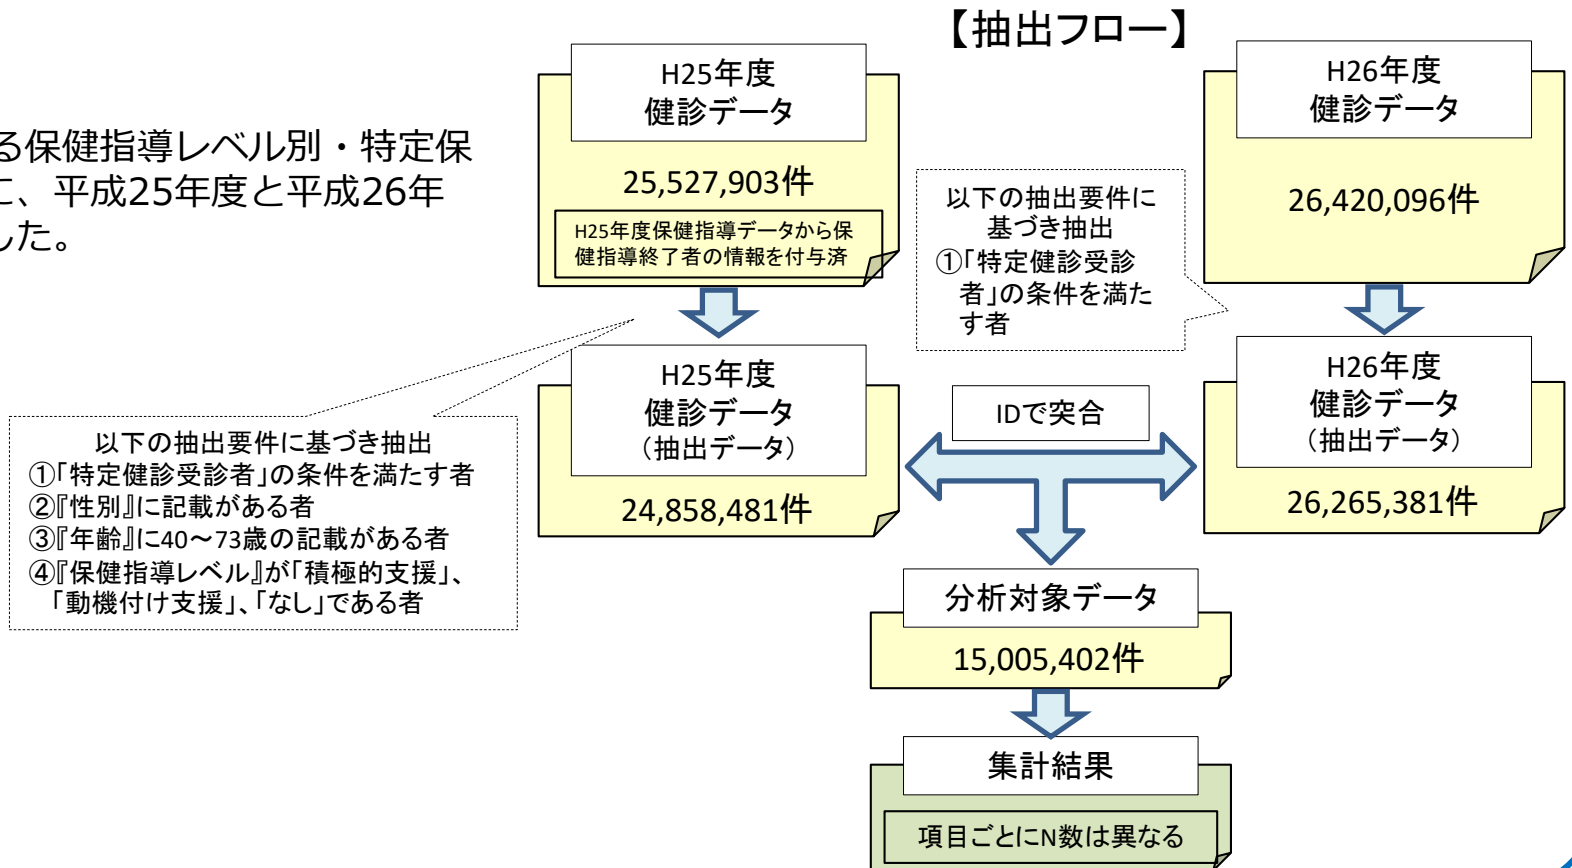 【抽出フロー】
る保健指導レベル別・特定保
に、平成25年度と平成26年
した。
H25年度
健診データ
25,527,903件
H25年度保健指導データから保
健指導終了者の情報を付与済
以下の抽出要件に
基づき抽出
①「特定健診受診
者」の条件を満た
す者
H26年度
健診データ
26,420,096件
以下の抽出要件に基づき抽出
①「特定健診受診者」の条件を満たす者
②『性別』に記載がある者
③『年齢』に40～73歳の記載がある者
④『保健指導レベル』が「積極的支援」、
「動機付け支援」、「なし」である者
H25年度
健診データ
（抽出データ）
24,858,481件
IDで突合
H26年度
健診データ
（抽出データ）
26,265,381件
分析対象データ
15,005,402件
集計結果
項目ごとにN数は異なる